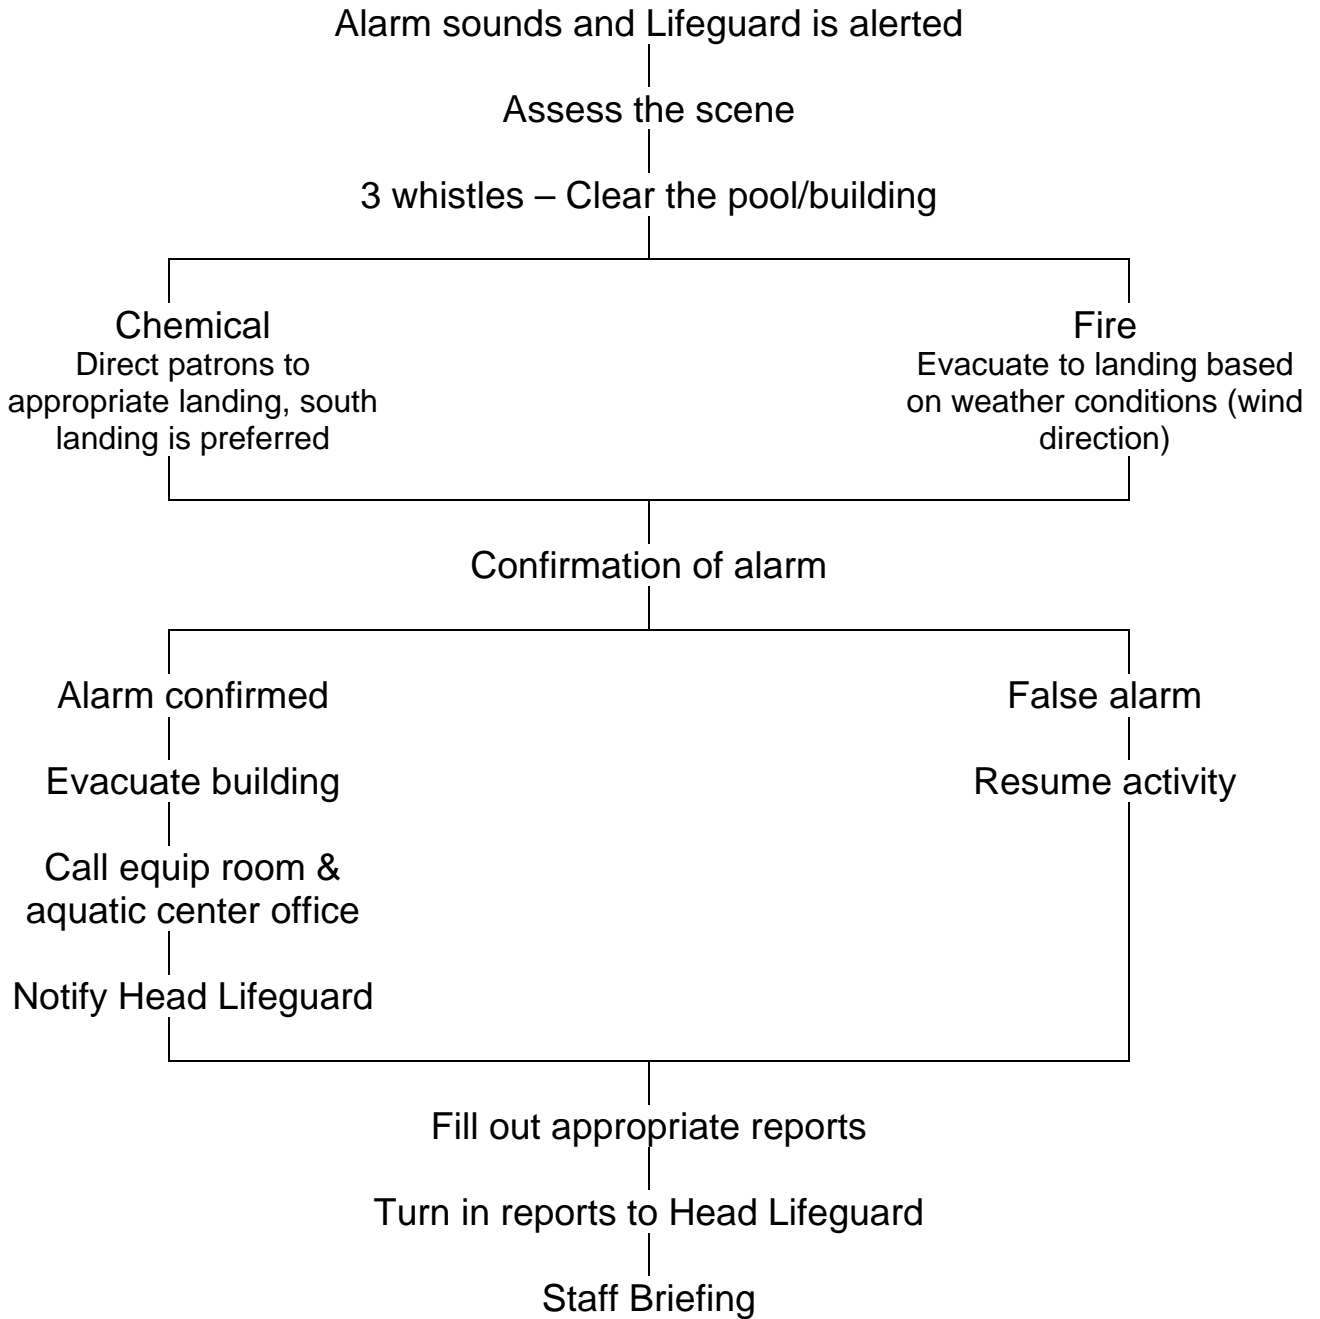 Alarm sounds and Lifeguard is alerted
Assess the scene
3 whistles – Clear the pool/building
Chemical
Direct patrons to
appropriate landing, south
landing is preferred
Fire
Evacuate to landing based
on weather conditions (wind
direction)
Confirmation of alarm
Alarm confirmed
Evacuate building
Call equip room &
aquatic center office
Notify Head Lifeguard
False alarm
Resume activity
Fill out appropriate reports
Turn in reports to Head Lifeguard
Staff Briefing